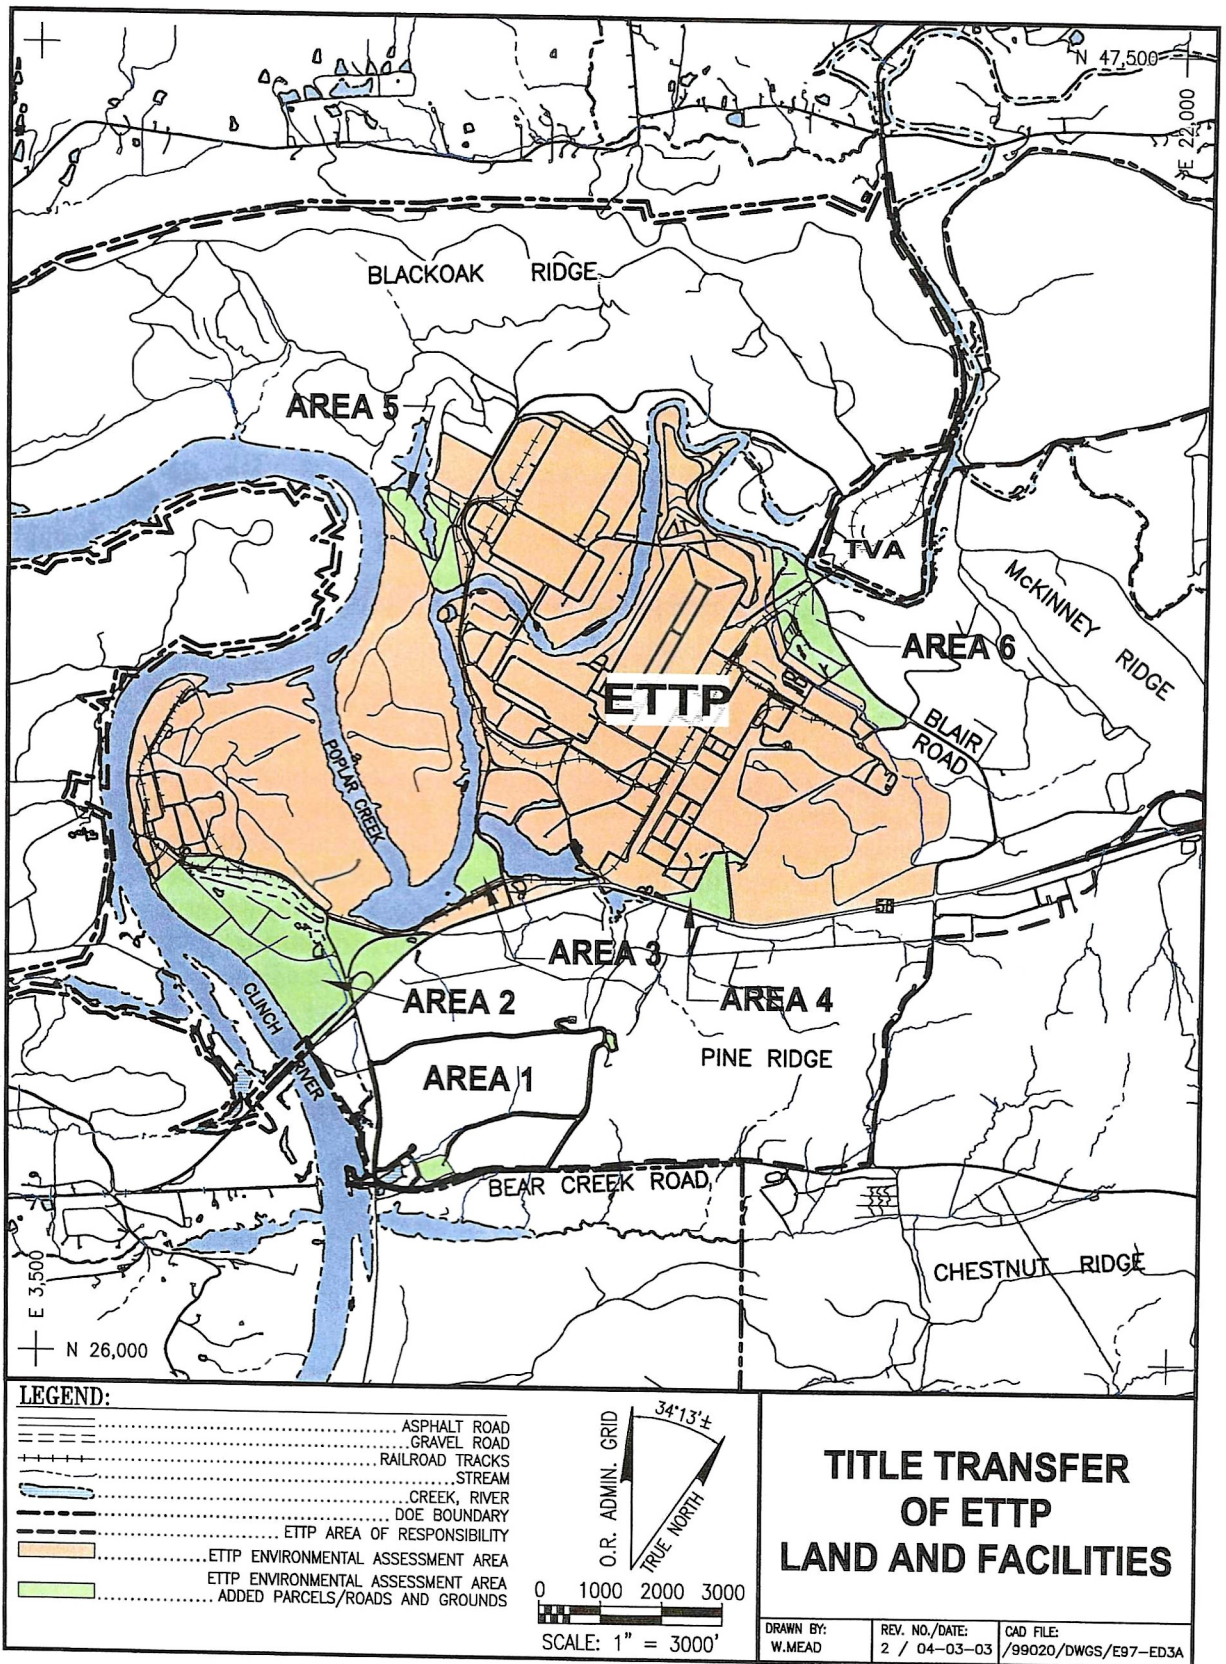 N 47,500
E 22,000
BLACKOAK RIDGE
AREA 5
TVA
McKINNEY
RIDGE
AREA 6
ETTP
BLAIR
ROAD
POPLAR CREEK
58
AREA 3
AREA 2
AREA 4
CLINCH
RIVER
PINE RIDGE
AREA 1
BEAR CREEK ROAD
CHESTNUT RIDGE
E 3,500
N 26,000
LEGEND:
ASPHALT ROAD
GRAVEL ROAD
RAILROAD TRACKS
STREAM
CREEK, RIVER
DOE BOUNDARY
ETTP AREA OF RESPONSIBILITY
ETTP ENVIRONMENTAL ASSESSMENT AREA
ETTP ENVIRONMENTAL ASSESSMENT AREA
ADDED PARCELS/ROADS AND GROUNDS
34°13'±
O.R. ADMIN. GRID
TRUE NORTH
0 1000 2000 3000
SCALE: 1" = 3000'
TITLE TRANSFER
OF ETTP
LAND AND FACILITIES
DRAWN BY:
W.MEAD
REV. NO./DATE:
2 / 04-03-03
CAD FILE:
/99020/DWGS/E97-ED3A